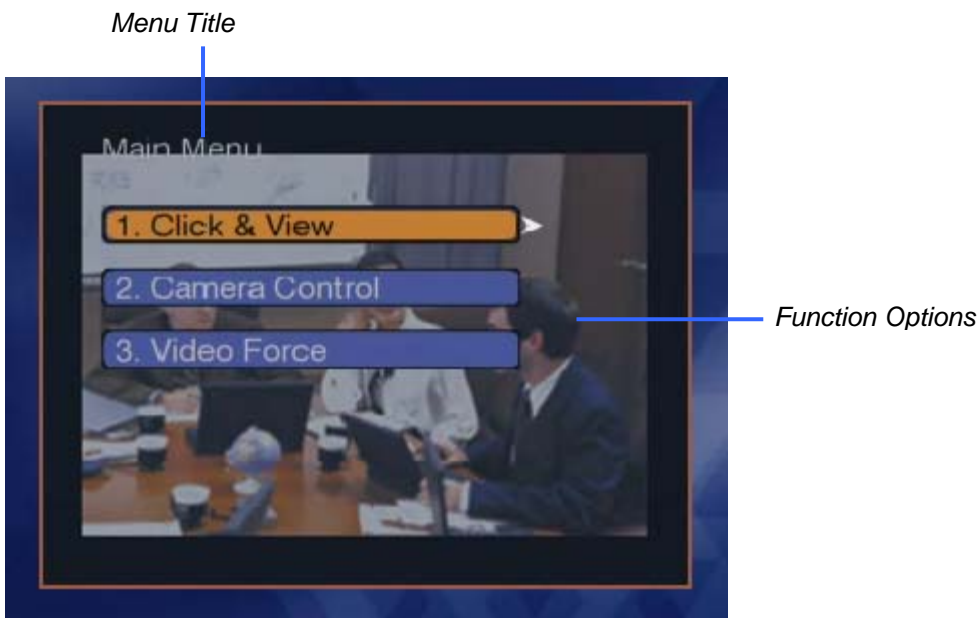 Menu Title
Main Menu
1. Click & View
2. Camera Control
3. Video Force
Function Options